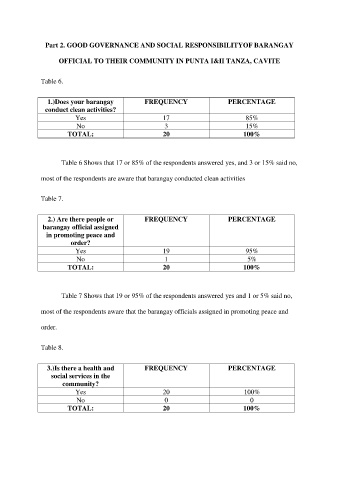 Part 2. GOOD GOVERNANCE AND SOCIAL RESPONSIBILITYOF BARANGAY
OFFICIAL TO THEIR COMMUNITY IN PUNTA I&II TANZA, CAVITE
Table 6.
1.)Does your barangay FREQUENCY PERCENTAGE
conduct clean activities?
Yes 17 85%
No 3 15%
TOTAL: 20 100%
Table 6 Shows that 17 or 85% of the respondents answered yes, and 3 or 15% said no,
most of the respondents are aware that barangay conducted clean activities
Table 7.
2.) Are there people or FREQUENCY PERCENTAGE
barangay official assigned
in promoting peace and
order?
Yes 19 95%
No 1 5%
TOTAL: 20 100%
Table 7 Shows that 19 or 95% of the respondents answered yes and 1 or 5% said no,
most of the respondents aware that the barangay officials assigned in promoting peace and
order.
Table 8.
3.)Is there a health and FREQUENCY PERCENTAGE
social services in the
community?
Yes 20 100%
No 0 0
TOTAL: 20 100%